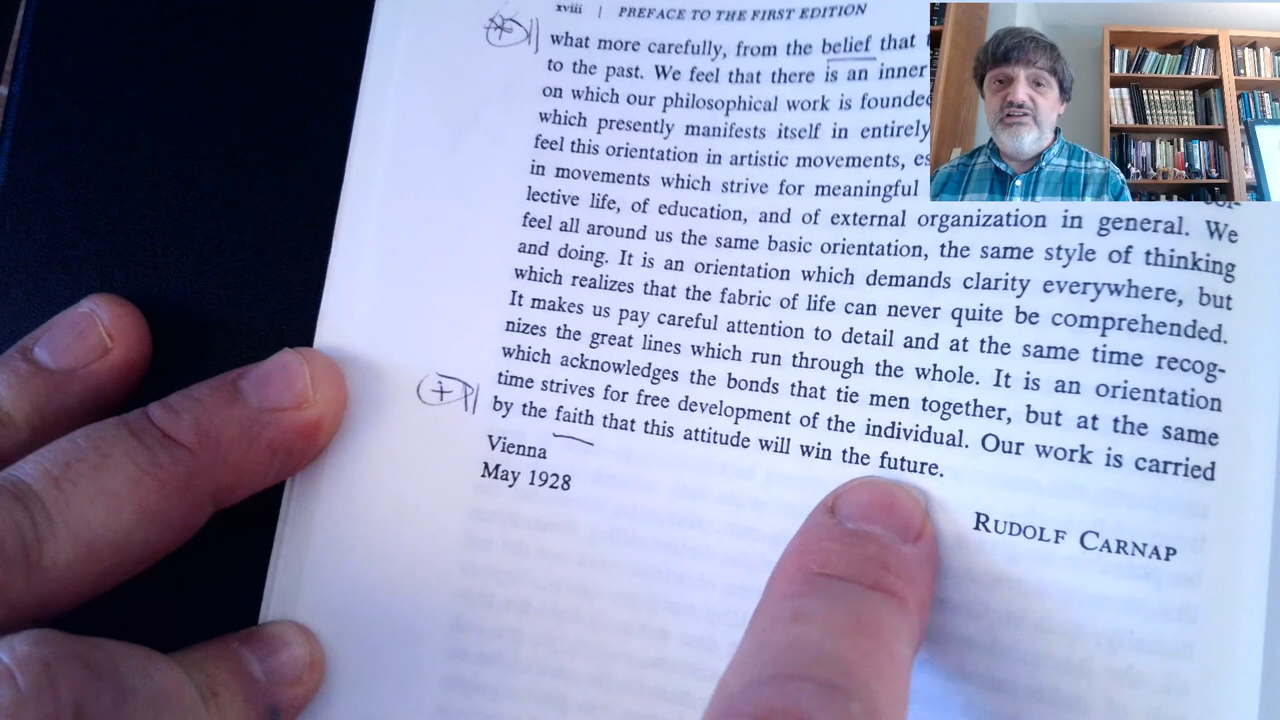 xviii | PREFACE TO THE FIRST EDITION
what more carefully, from the belief that
to the past. We feel that there is an inner
on which our philosophical work is founded
which presently manifests itself in entirely
feel this orientation in artistic movements,
in movements which strive for meaningful
lective life, of education, and of external organization in general. We
feel all around us the same basic orientation, the same style of thinking
and doing. It is an orientation which demands clarity everywhere, but
which realizes that the fabric of life can never quite be comprehended.
It makes us pay careful attention to detail and at the same time recog-
nizes the great lines which run through the whole. It is an orientation
which acknowledges the bonds that tie men together, but at the same
time strives for free development of the individual. Our work is carried
by the faith that this attitude will win the future.
Vienna
May 1928
RUDOLF CARNAP